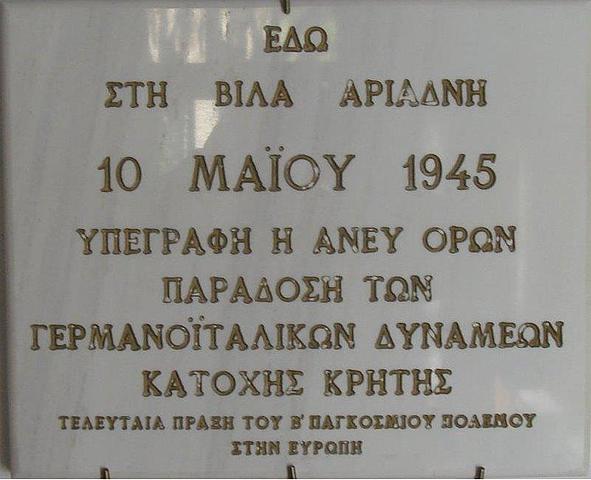 ΕΔΩ
ΣΤΗ ΒΙΛΑ ΑΡΙΑΔΝΗ
10 ΜΑΪΟΥ 1945
ΥΠΕΓΡΑΦΗ Η ΑΝΕΥ ΟΡΩΝ
ΠΑΡΑΔΟΣΗ ΤΩΝ
ΓΕΡΜΑΝΟΪΤΑΛΙΚΩΝ ΔΥΝΑΜΕΩΝ
ΚΑΤΟΧΗΣ ΚΡΗΤΗΣ
ΤΕΛΕΥΤΑΙΑ ΠΡΑΞΗ ΤΟΥ Β' ΠΑΓΚΟΣΜΙΟΥ ΠΟΛΕΜΟΥ
ΣΤΗΝ ΕΥΡΩΠΗ